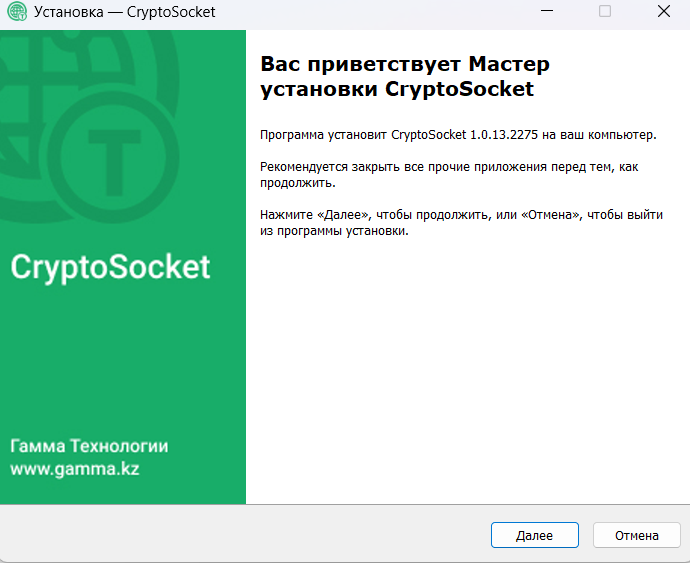 Установка — CryptoSocket
T
Вас приветствует Мастер
установки CryptoSocket
Программа установит CryptoSocket 1.0.13.2275 на ваш компьютер.
Рекомендуется закрыть все прочие приложения перед тем, как
продолжить.
Нажмите «Далее», чтобы продолжить, или «Отмена», чтобы выйти
из программы установки.
CryptoSocket
Гамма Технологии
www.gamma.kz
Далее
Отмена